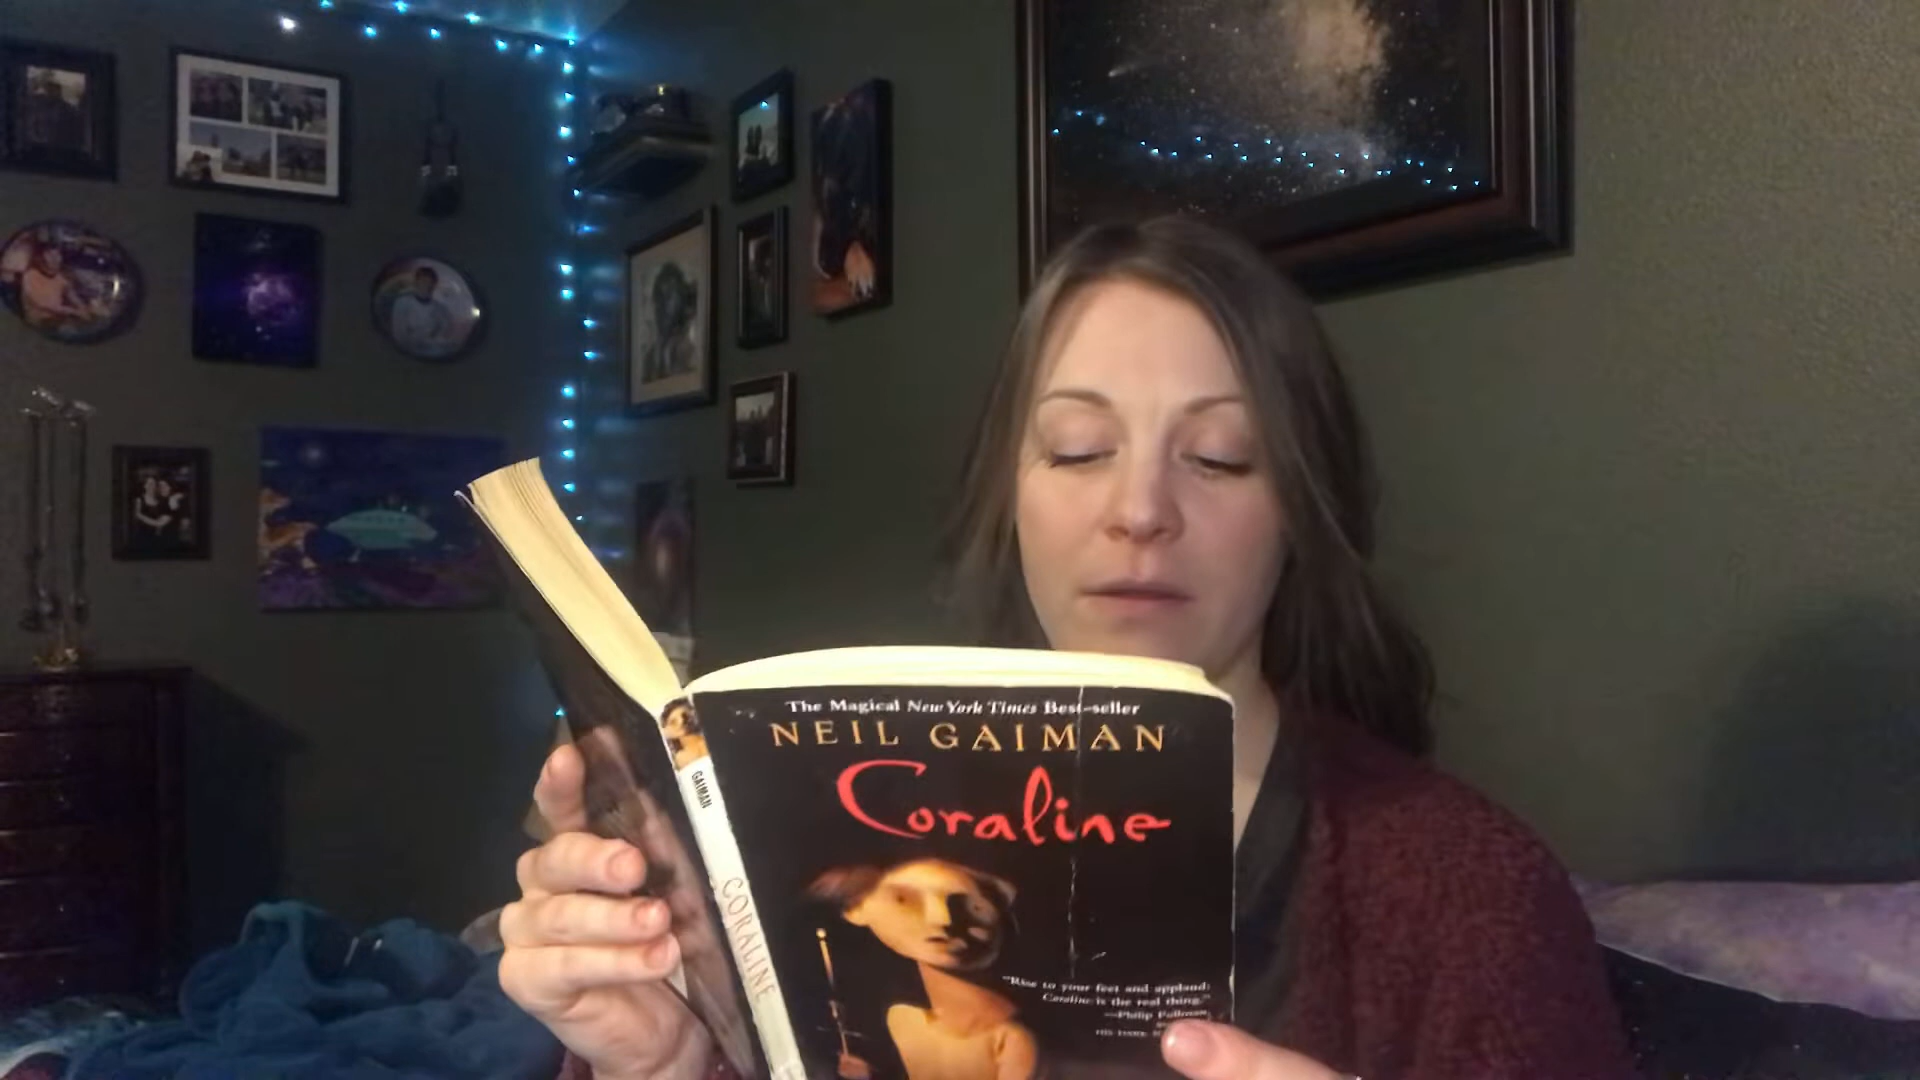 The Magical New York Times Best-seller
NEIL GAIMAN
Coraline
"Rise to your feet and applaud:
Coraline is the real thing."
—Philip Pullman
GAIMAN
CORALINE